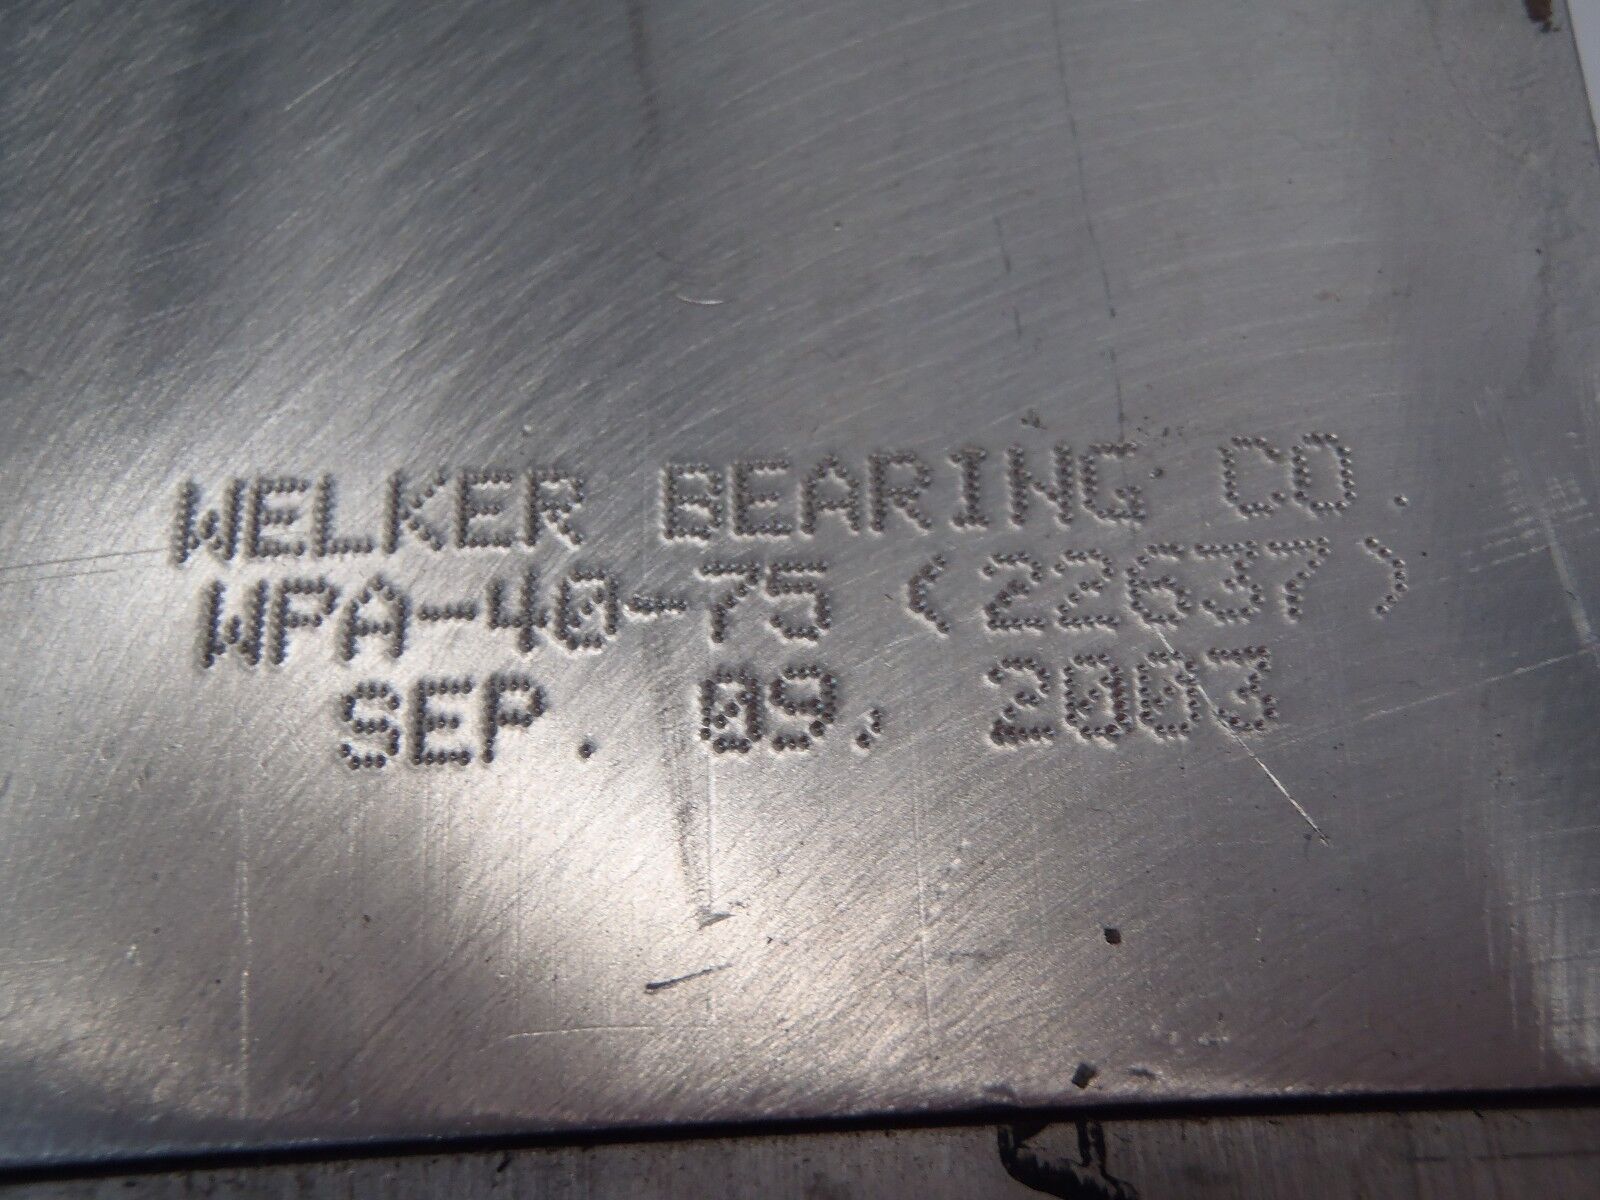 WELKER BEARING CO.
WPA-40-75 (22637)
SEP. 09, 2003